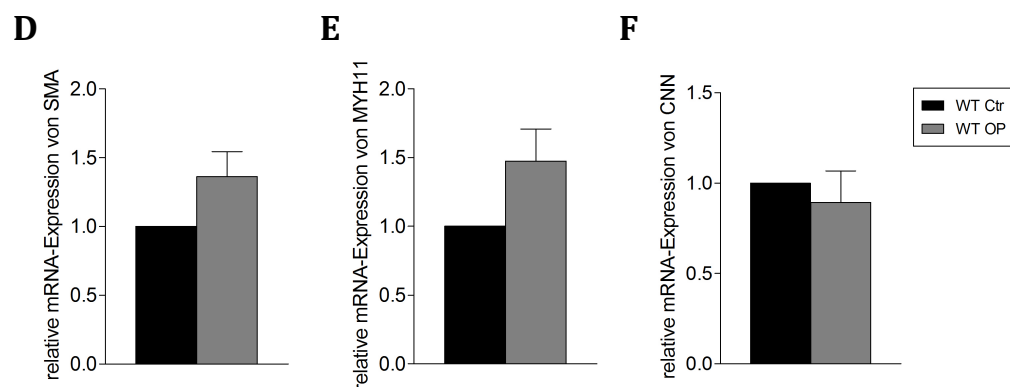 D
E
F
relative mRNA-Expression von SMA
2.0
1.5
1.0
0.5
0.0
relative mRNA-Expression von MYH11
2.0
1.5
1.0
0.5
0.0
relative mRNA-Expression von CNN
1.5
1.0
0.5
0.0
WT Ctr
WT OP